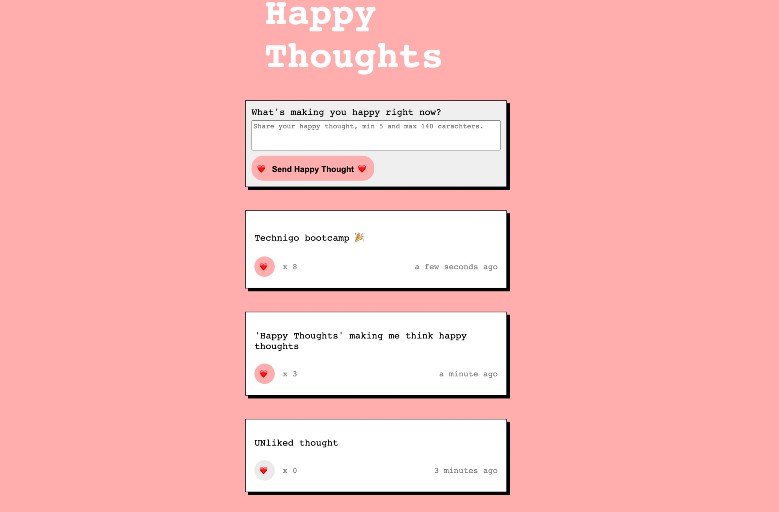 Happy
Thoughts
What's making you happy right now?
Share your happy thought, min 5 and max 140 carachters.
Send Happy Thought
Technigo bootcamp 🎉
x 8
a few seconds ago
'Happy Thoughts' making me think happy
thoughts
x 3
a minute ago
UNliked thought
x 0
3 minutes ago